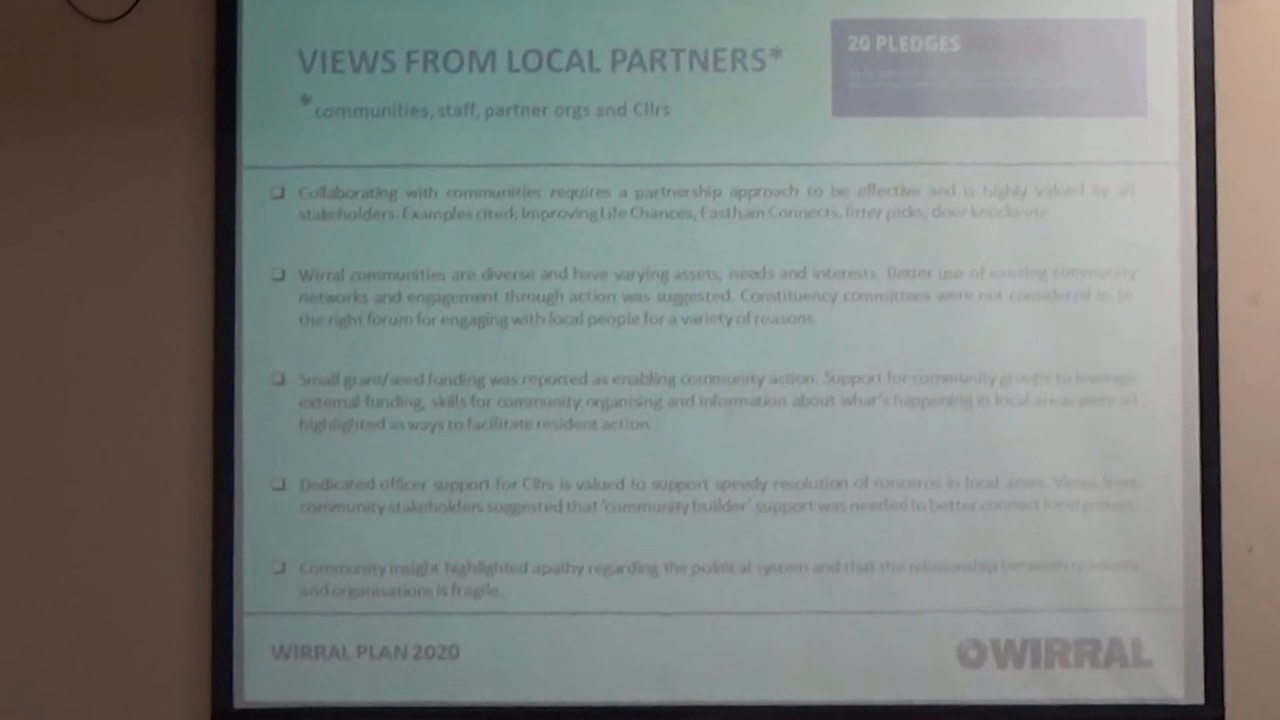 VIEWS FROM LOCAL PARTNERS*
20 PLEDGES
*communities, staff, partner orgs and Cllrs
❑ Collaborating with communities requires a partnership approach to be effective and is highly valued by all
stakeholders. Examples cited; Improving Life Chances, Eastham Connects, litter picks, door knocks etc
❑ Wirral communities are diverse and have varying assets, needs and interests. Better use of existing community
networks and engagement through action was suggested. Constituency committees were not considered to be
the right forum for engaging with local people for a variety of reasons.
❑ Small grant/seed funding was reported as enabling community action. Support for community groups to leverage
external funding, skills for community organising and information about what's happening in local areas were all
highlighted as ways to facilitate resident action.
❑ Dedicated officer support for Cllrs is valued to support speedy resolution of concerns in local areas. Views from
community stakeholders suggested that 'community builder' support was needed to better connect local groups.
❑ Community insight highlighted apathy regarding the political system and that the relationship between residents
and organisations is fragile.
WIRRAL PLAN 2020
WIRRAL